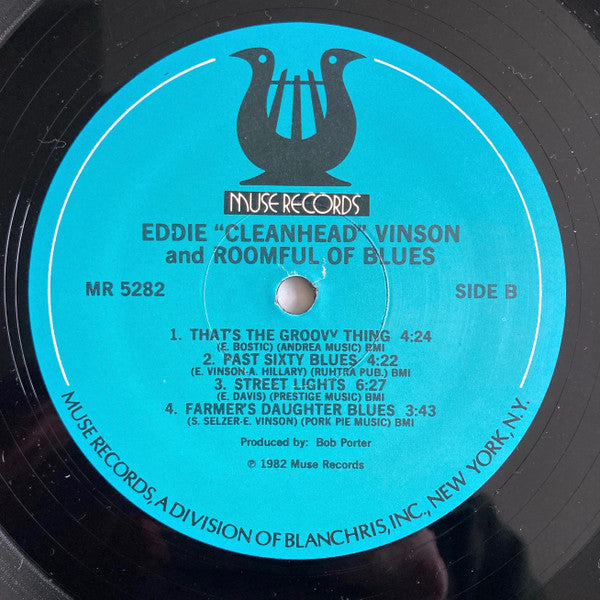 MUSE RECORDS
EDDIE "CLEANHEAD" VINSON
and ROOMFUL OF BLUES
MR 5282
SIDE B
1. THAT'S THE GROOVY THING 4:24
(E. BOSTIC) (ANDREA MUSIC) BMI
2. PAST SIXTY BLUES 4:22
(E. VINSON-A. HILLARY) (RUHTRA PUB.) BMI
3. STREET LIGHTS 6:27
(E. DAVIS) (PRESTIGE MUSIC) BMI
4. FARMER'S DAUGHTER BLUES 3:43
(S. SELZER-E. VINSON) (PORK PIE MUSIC) BMI
Produced by: Bob Porter
℗ 1982 Muse Records
MUSE RECORDS, A DIVISION OF BLANCHRIS, INC., NEW YORK, N.Y.